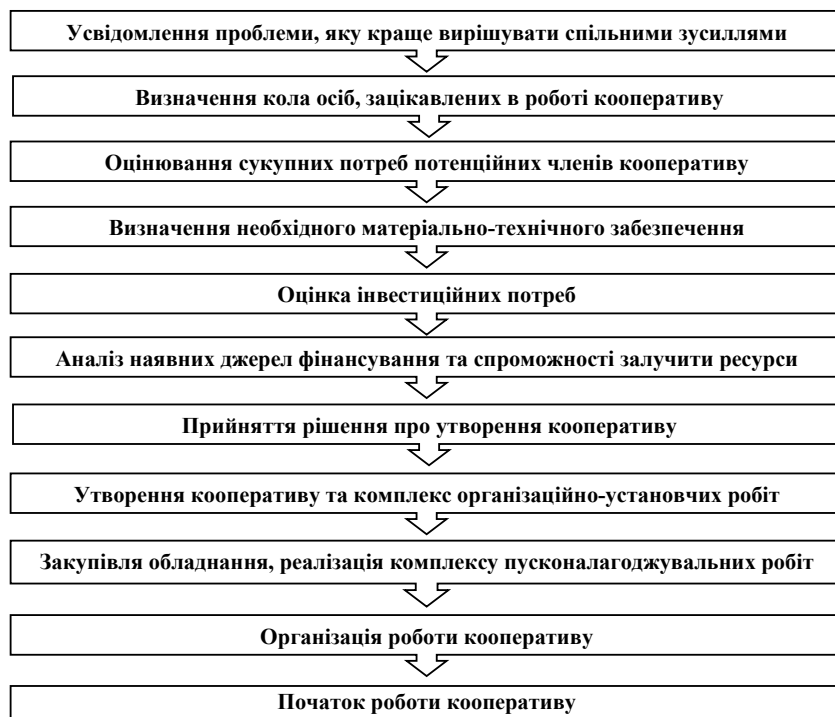 Усвідомлення проблеми, яку краще вирішувати спільними зусиллями
Визначення кола осіб, зацікавлених в роботі кооперативу
Оцінювання сукупних потреб потенційних членів кооперативу
Визначення необхідного матеріально-технічного забезпечення
Оцінка інвестиційних потреб
Аналіз наявних джерел фінансування та спроможності залучити ресурси
Прийняття рішення про утворення кооперативу
Утворення кооперативу та комплекс організаційно-установчих робіт
Закупівля обладнання, реалізація комплексу пусконалагоджувальних робіт
Організація роботи кооперативу
Початок роботи кооперативу